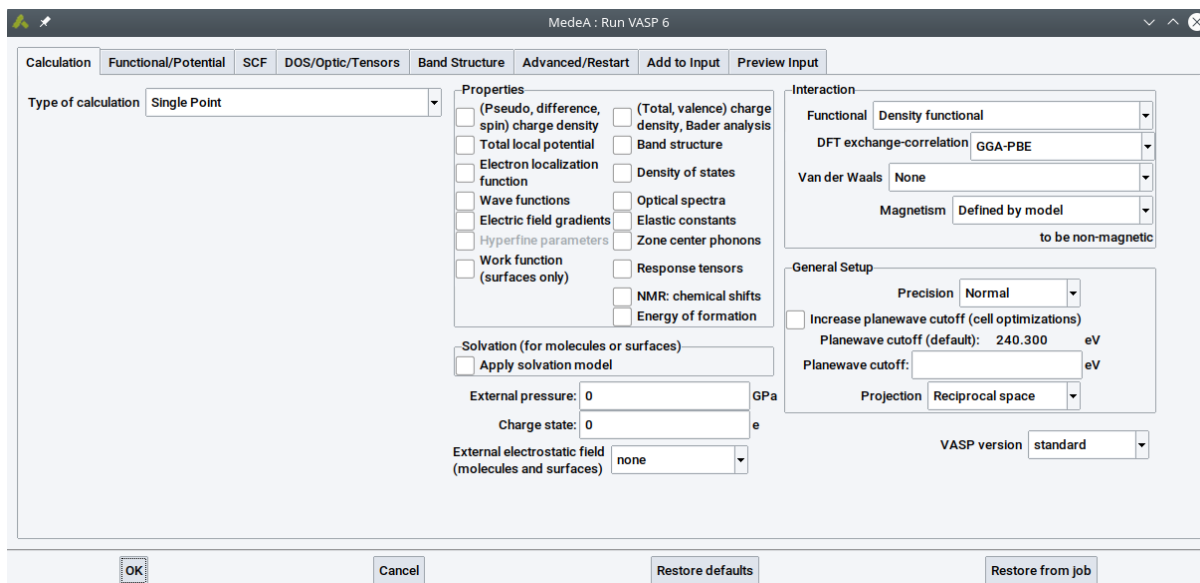 MedeA : Run VASP 6
Calculation Functional/Potential SCF DOS/Optic/Tensors Band Structure Advanced/Restart Add to Input Preview Input
Type of calculation Single Point
Properties
(Pseudo, difference,
spin) charge density
(Total, valence) charge
density, Bader analysis
Total local potential Band structure
Electron localization
function
Density of states
Wave functions Optical spectra
Electric field gradients Elastic constants
Hyperfine parameters Zone center phonons
Work function
(surfaces only)
Response tensors
NMR: chemical shifts
Energy of formation
Solvation (for molecules or surfaces)
Apply solvation model
External pressure: 0 GPa
Charge state: 0 e
External electrostatic field
(molecules and surfaces)
none
Interaction
Functional Density functional
DFT exchange-correlation GGA-PBE
Van der Waals None
Magnetism Defined by model
to be non-magnetic
General Setup
Precision Normal
Increase planewave cutoff (cell optimizations)
Planewave cutoff (default): 240.300 eV
Planewave cutoff: eV
Projection Reciprocal space
VASP version standard
OK Cancel Restore defaults Restore from job